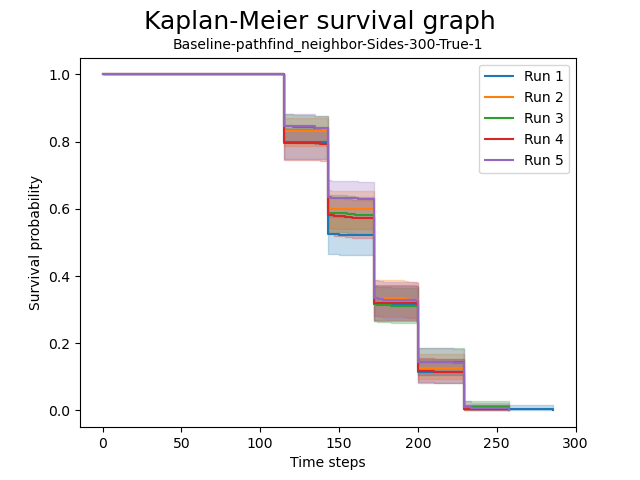 Kaplan-Meier survival graph
Baseline-pathfind_neighbor-Sides-300-True-1
Survival probability
1.0
0.8
0.6
0.4
0.2
0.0
Run 1
Run 2
Run 3
Run 4
Run 5
0 50 100 150 200 250 300
Time steps